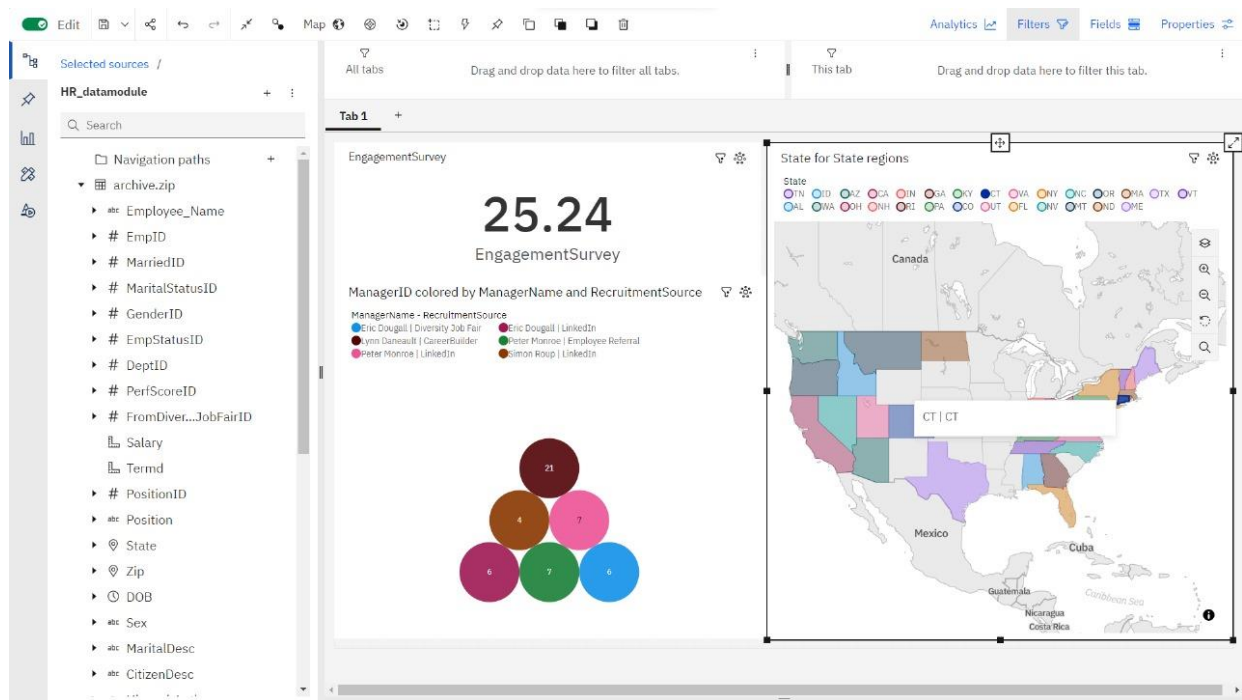 Edit Map Analytics Filters Fields Properties
Selected sources /
HR_datamodule
Search
Navigation paths
archive.zip
abc Employee_Name
# EmpID
# MarriedID
# MaritalStatusID
# GenderID
# EmpStatusID
# DeptID
# PerfScoreID
# FromDiver...JobFairID
Salary
Termd
# PositionID
abc Position
State
Zip
DOB
abc Sex
abc MaritalDesc
abc CitizenDesc
All tabs
Drag and drop data here to filter all tabs.
This tab
Drag and drop data here to filter this tab.
Tab 1 +
EngagementSurvey
25.24
EngagementSurvey
ManagerID colored by ManagerName and RecruitmentSource
ManagerName - RecruitmentSource
Eric Dougall | Diversity Job Fair Eric Dougall | LinkedIn
Lynn Daneault | CareerBuilder Peter Monroe | Employee Referral
Peter Monroe | LinkedIn Simon Roup | LinkedIn
21
4 7
6 7 6
State for State regions
State
TN ID AZ CA IN GA KY CT VA NY NC OR MA TX VT
AL WA OH NH RI PA CO UT FL NV MT ND ME
Canada
CT | CT
Mexico
Cuba
Guatemala
Caribbean Sea
Nicaragua
Costa Rica